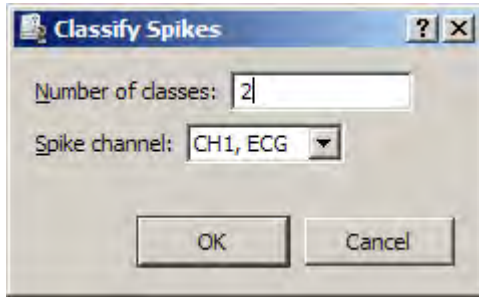 Classify Spikes
Number of classes: 2
Spike channel: CH1, ECG
OK Cancel